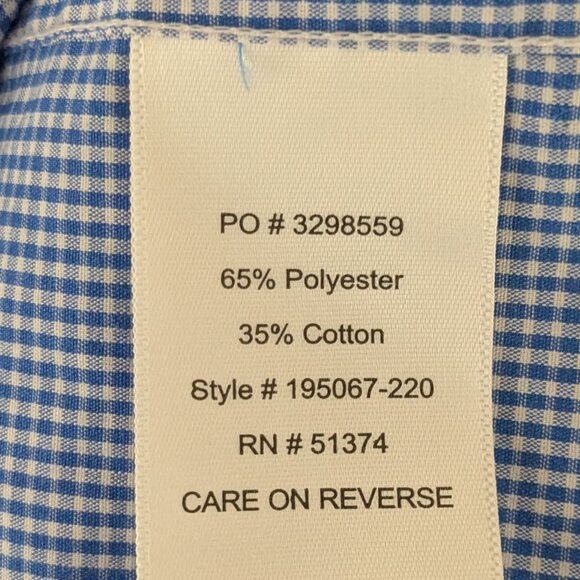 PO # 3298559
65% Polyester
35% Cotton
Style # 195067-220
RN # 51374
CARE ON REVERSE